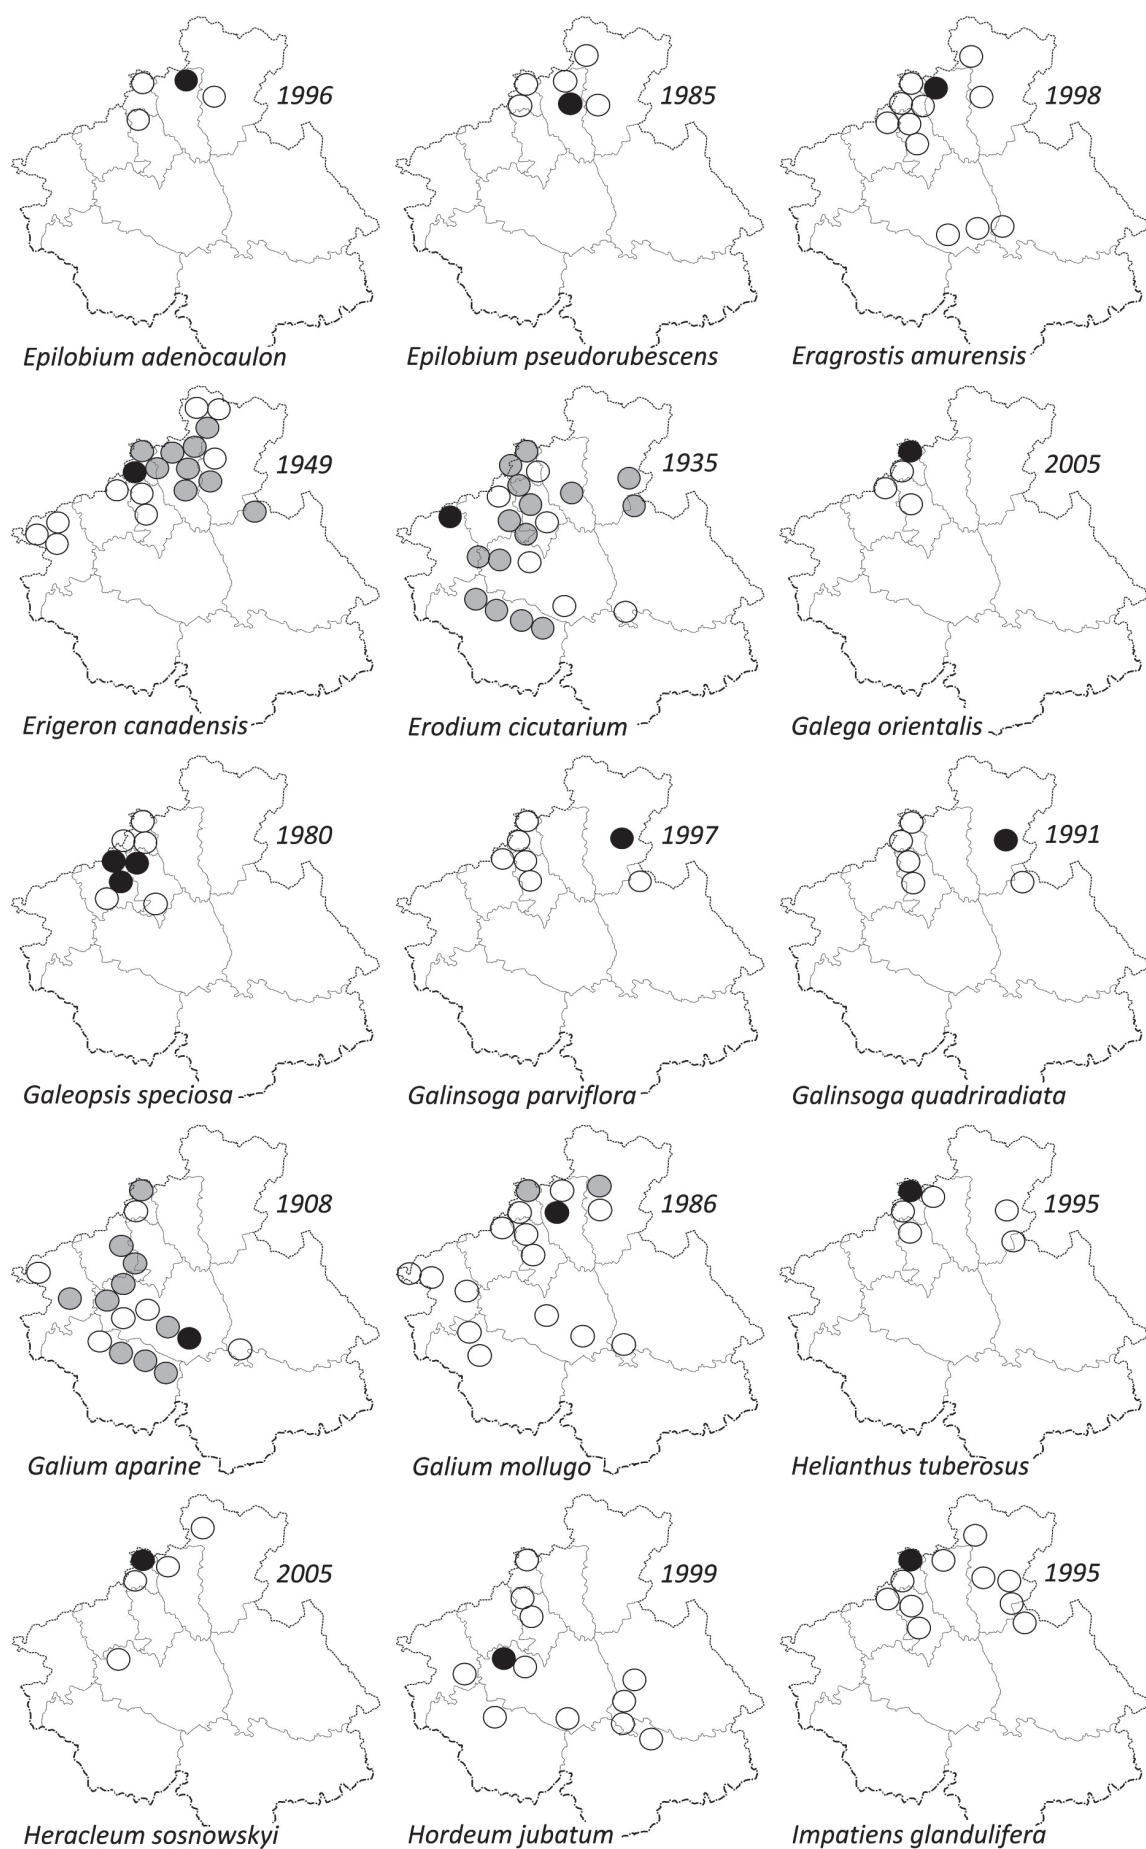 1996
1985
1998
Epilobium adenocaulon
Epilobium pseudorubescens
Eragrostis amurensis
1949
1935
2005
Erigeron canadensis
Erodium cicutarium
Galega orientalis
1980
1997
1991
Galeopsis speciosa
Galinsoga parviflora
Galinsoga quadriradiata
1908
1986
1995
Galium aparine
Galium mollugo
Helianthus tuberosus
2005
1999
1995
Heracleum sosnowskyi
Hordeum jubatum
Impatiens glandulifera